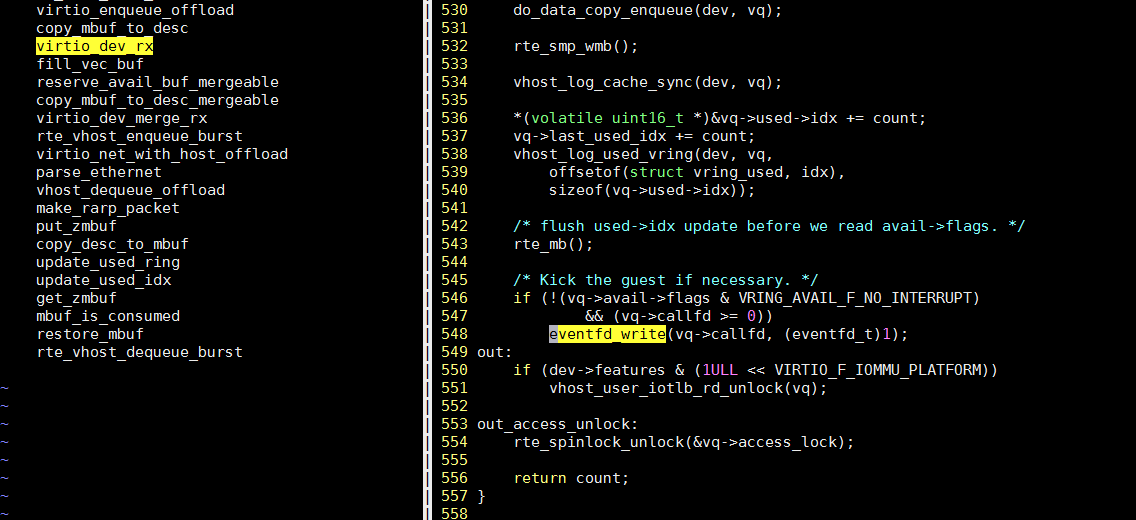 virtio_enqueue_offload
copy_mbuf_to_desc
virtio_dev_rx
fill_vec_buf
reserve_avail_buf_mergeable
copy_mbuf_to_desc_mergeable
virtio_dev_merge_rx
rte_vhost_enqueue_burst
virtio_net_with_host_offload
parse_ethernet
vhost_dequeue_offload
make_rarp_packet
put_zmbuf
copy_desc_to_mbuf
update_used_ring
update_used_idx
get_zmbuf
mbuf_is_consumed
restore_mbuf
rte_vhost_dequeue_burst
~
~
~
~
~
~
~
530     do_data_copy_enqueue(dev, vq);
531
532     rte_smp_wmb();
533
534     vhost_log_cache_sync(dev, vq);
535
536     *(volatile uint16_t *)&vq->used->idx += count;
537     vq->last_used_idx += count;
538     vhost_log_used_vring(dev, vq,
539         offsetof(struct vring_used, idx),
540         sizeof(vq->used->idx));
541
542     /* flush used->idx update before we read avail->flags. */
543     rte_mb();
544
545     /* Kick the guest if necessary. */
546     if (!(vq->avail->flags & VRING_AVAIL_F_NO_INTERRUPT)
547             && (vq->callfd >= 0))
548         eventfd_write(vq->callfd, (eventfd_t)1);
549 out:
550     if (dev->features & (1ULL << VIRTIO_F_IOMMU_PLATFORM))
551         vhost_user_iotlb_rd_unlock(vq);
552
553 out_access_unlock:
554     rte_spinlock_unlock(&vq->access_lock);
555
556     return count;
557 }
558